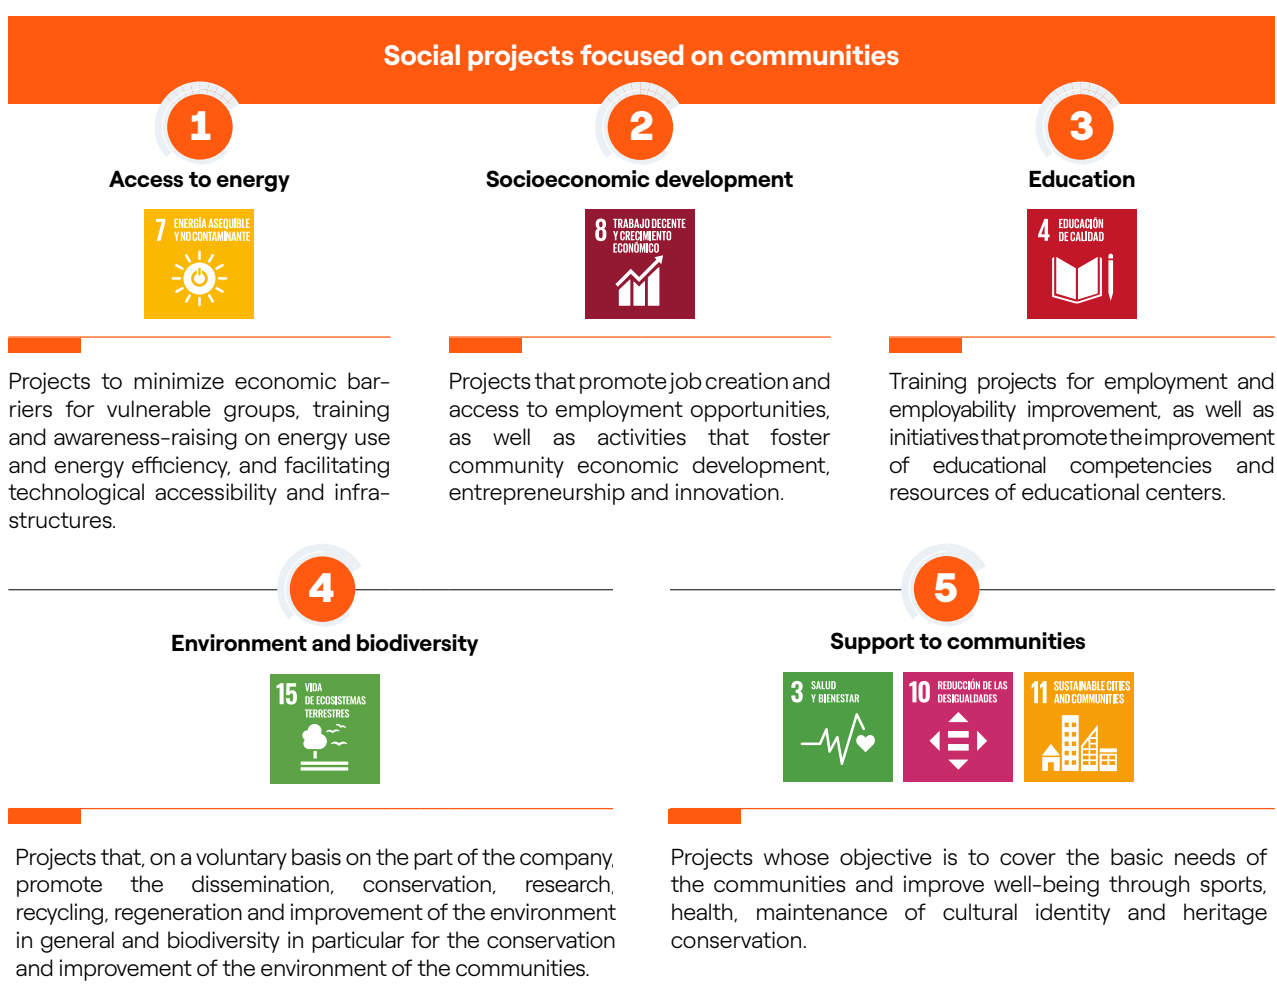 Social projects focused on communities
1
2
3
Access to energy
Socioeconomic development
Education
7 ENERGÍA ASEQUIBLE
Y NO CONTAMINANTE
8 TRABAJO DECENTE
Y CRECIMIENTO
ECONÓMICO
4 EDUCACIÓN
DE CALIDAD
Projects to minimize economic bar-
riers for vulnerable groups, training
and awareness-raising on energy use
and energy efficiency, and facilitating
technological accessibility and infra-
structures.
Projects that promote job creation and
access to employment opportunities,
as well as activities that foster
community economic development,
entrepreneurship and innovation.
Training projects for employment and
employability improvement, as well as
initiatives that promote the improvement
of educational competencies and
resources of educational centers.
4
Environment and biodiversity
15 VIDA
DE ECOSISTEMAS
TERRESTRES
Projects that, on a voluntary basis on the part of the company,
promote the dissemination, conservation, research,
recycling, regeneration and improvement of the environment
in general and biodiversity in particular for the conservation
and improvement of the environment of the communities.
5
Support to communities
3 SALUD
Y BIENESTAR
10 REDUCCIÓN DE LAS
DESIGUALDADES
11 SUSTAINABLE CITIES
AND COMMUNITIES
Projects whose objective is to cover the basic needs of
the communities and improve well-being through sports,
health, maintenance of cultural identity and heritage
conservation.